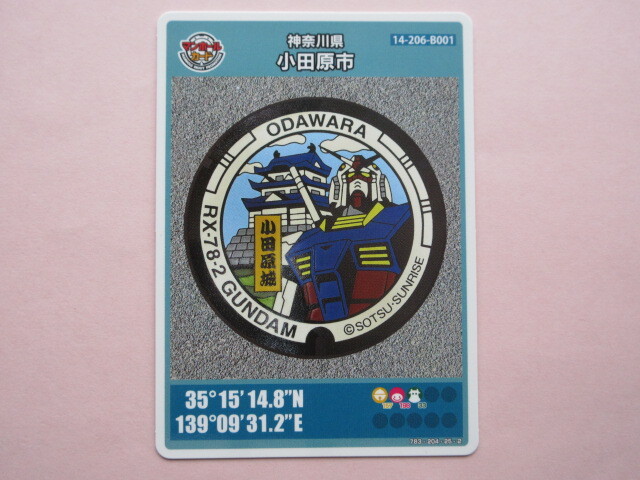 マンホール
カード
神奈川県
小田原市
14-206-B001
ODAWARA
小田原城
RX-78-2 GUNDAM
©SOTSU・SUNRISE
35°15'14.8"N
139°09'31.2"E